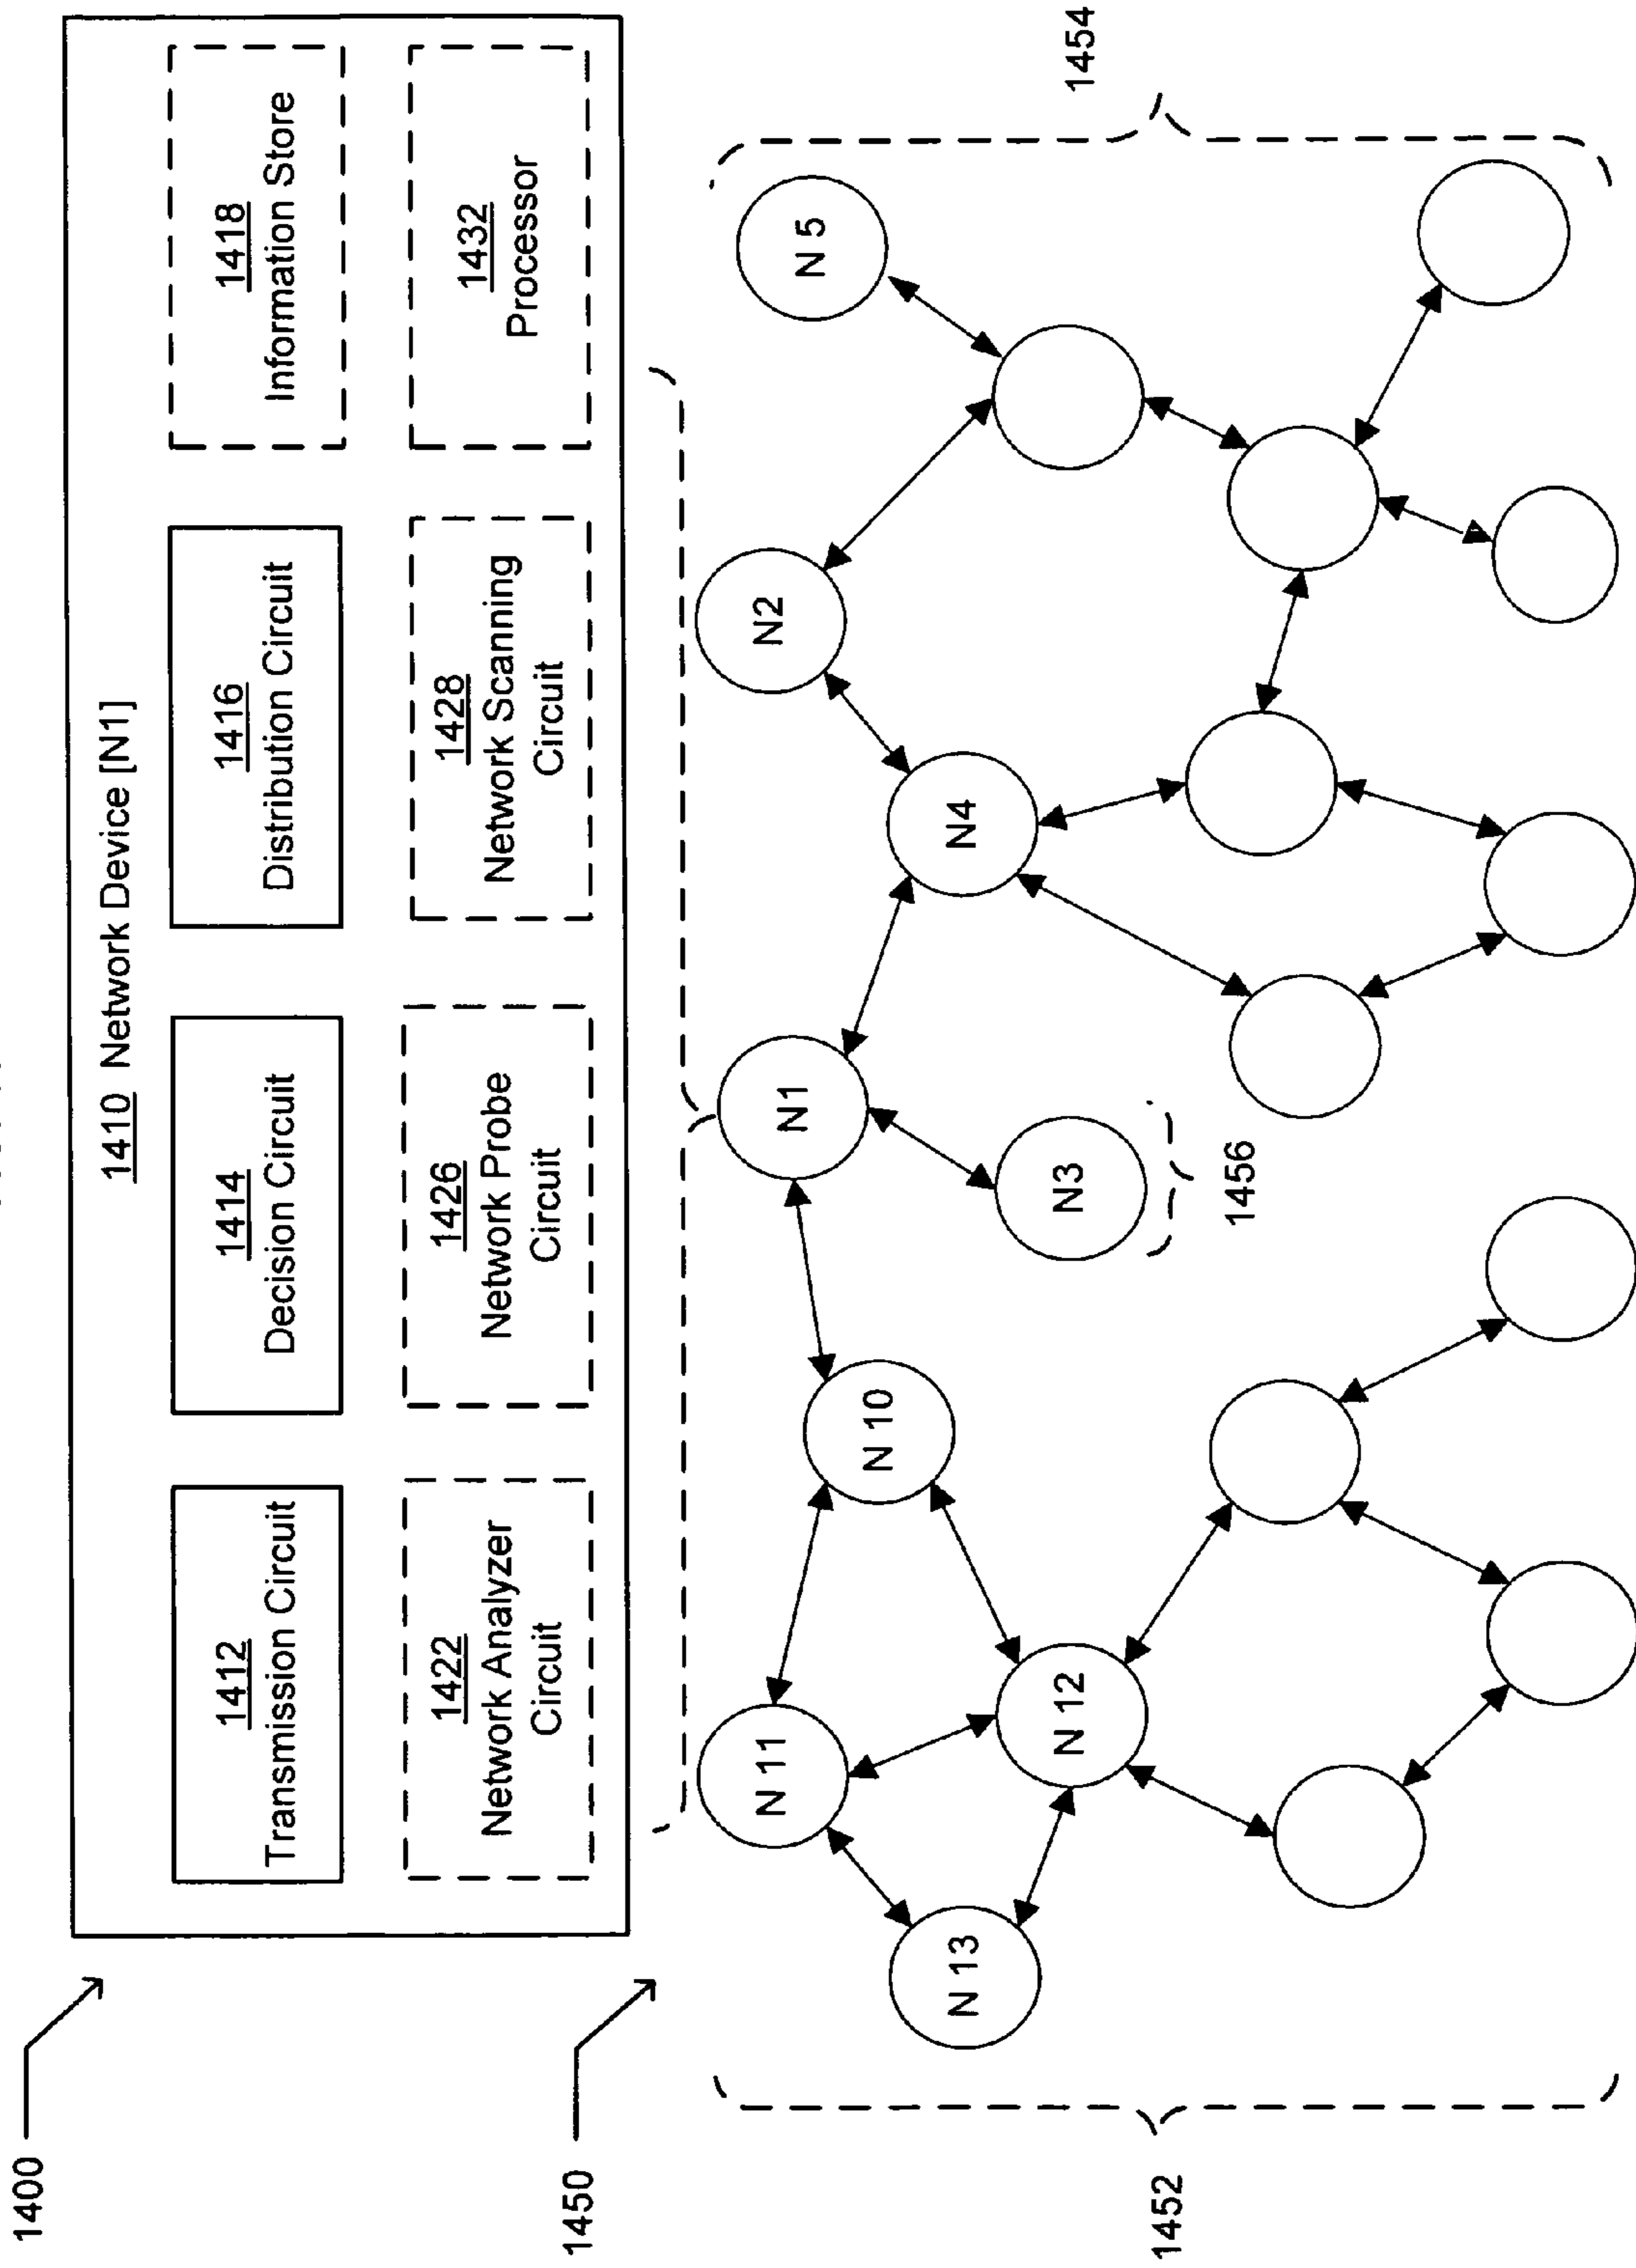 1400
1410 Network Device [N1]
1412
Transmission Circuit
1414
Decision Circuit
1416
Distribution Circuit
1418
Information Store
1422
Network Analyzer
Circuit
1426
Network Probe
Circuit
1428
Network Scanning
Circuit
1432
Processor
1450
N 11
N 13
N 10
N 12
N1
N3
N4
N2
N 5
1456
1452
1454